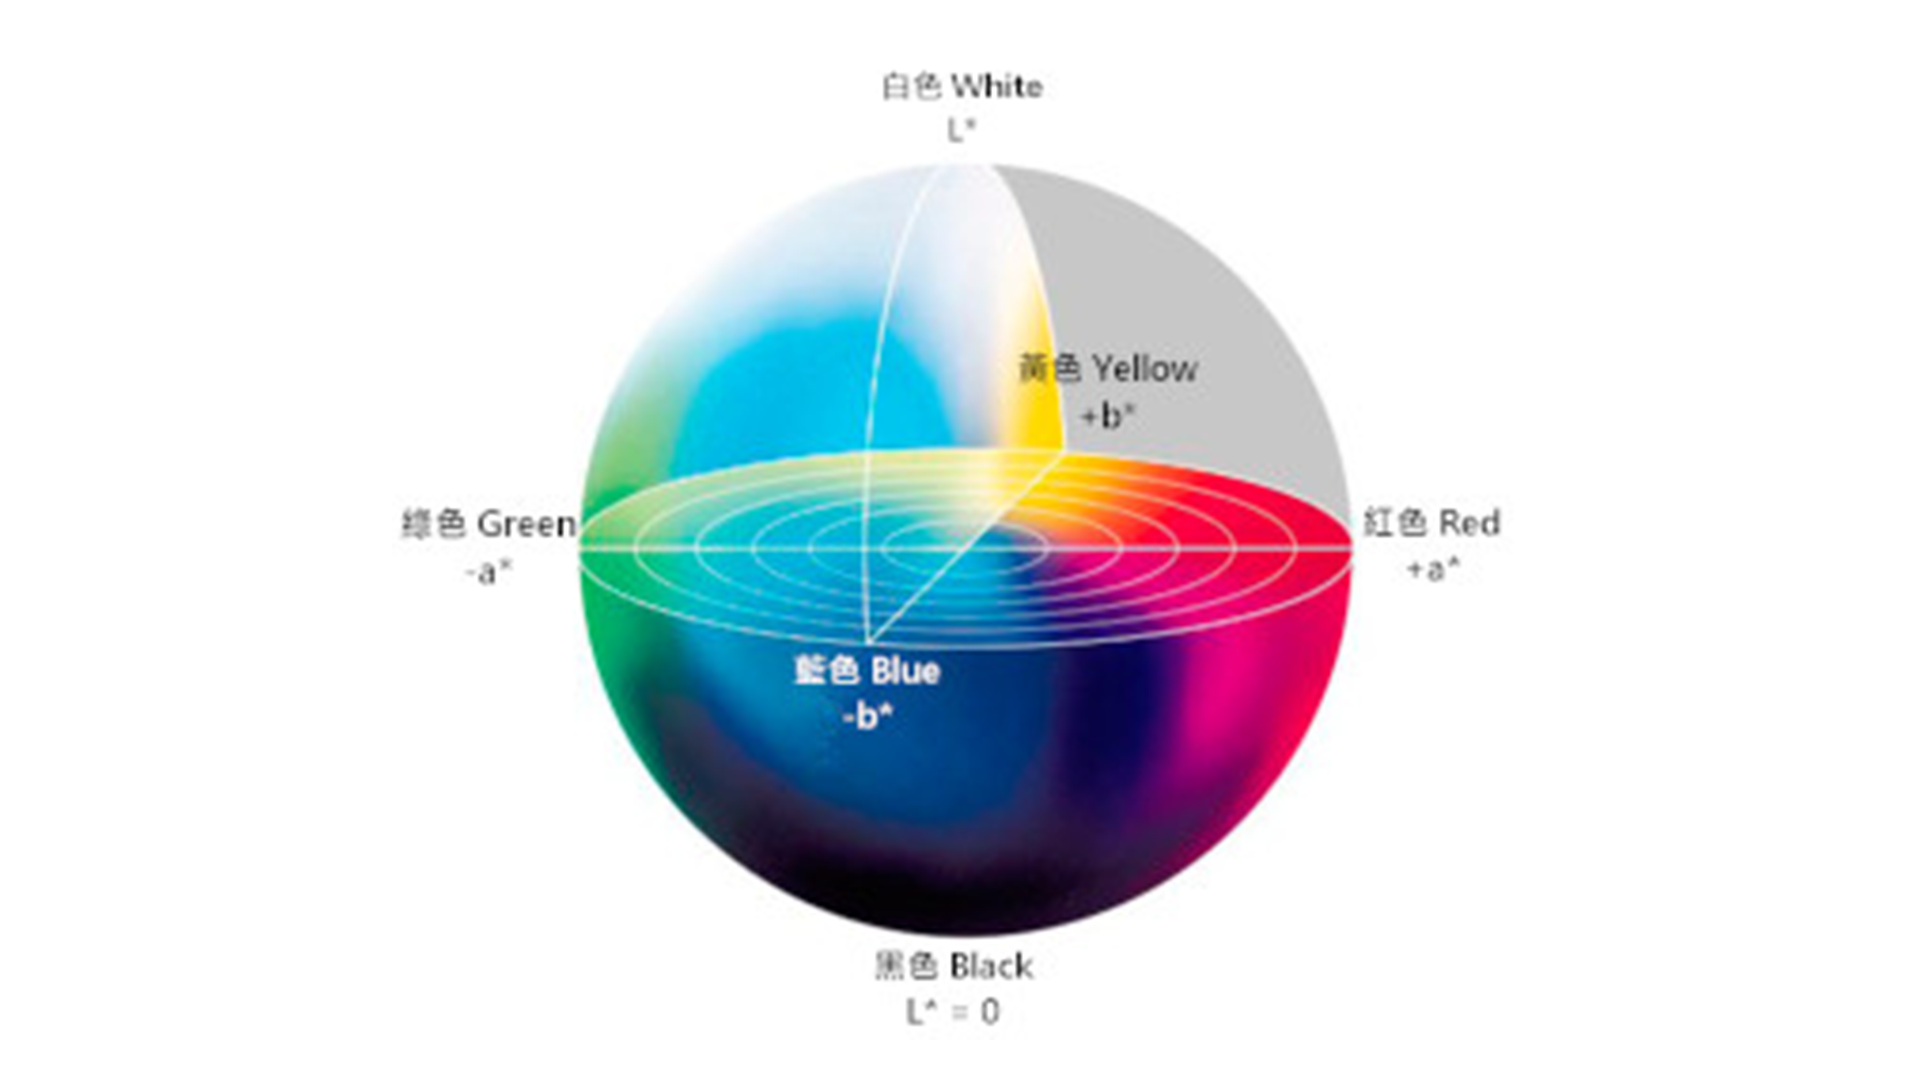 白色 White
L*
黃色 Yellow
+b*
綠色 Green
-a*
紅色 Red
+a*
藍色 Blue
-b*
黑色 Black
L* = 0